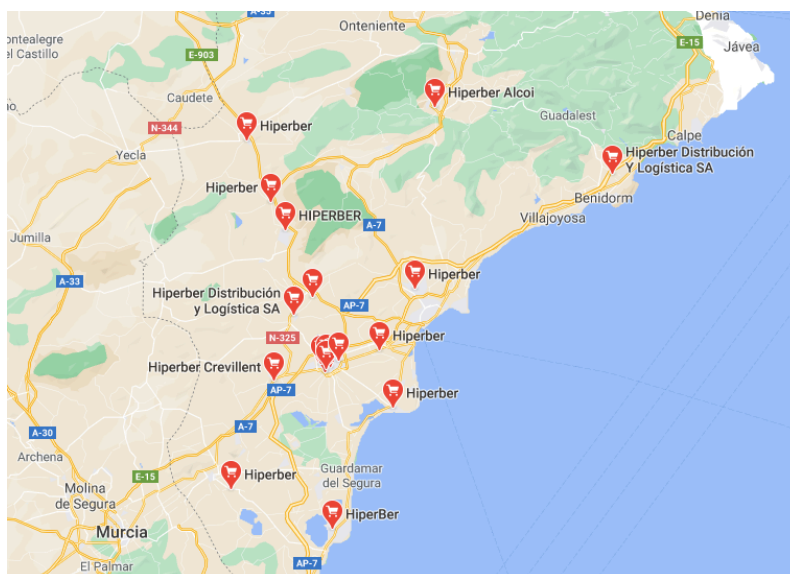 A-33
Denia
Onteniente
ontealegre
el Castillo
E-15
Jávea
E-903
Caudete
Hiperber Alcoi
Guadalest
N-344
Hiperber
Calpe
Yecla
Hiperber Distribución
Y Logística SA
Hiperber
Benidorm
HIPERBER
Villajoyosa
A-7
Jumilla
Hiperber
A-33
Hiperber Distribución
y Logística SA
AP-7
N-325
Hiperber
Hiperber Crevillent
AP-7
Hiperber
A-7
A-30
Archena
E-15
Hiperber
Guardamar
del Segura
Molina
de Segura
HiperBer
Murcia
AP-7
El Palmar